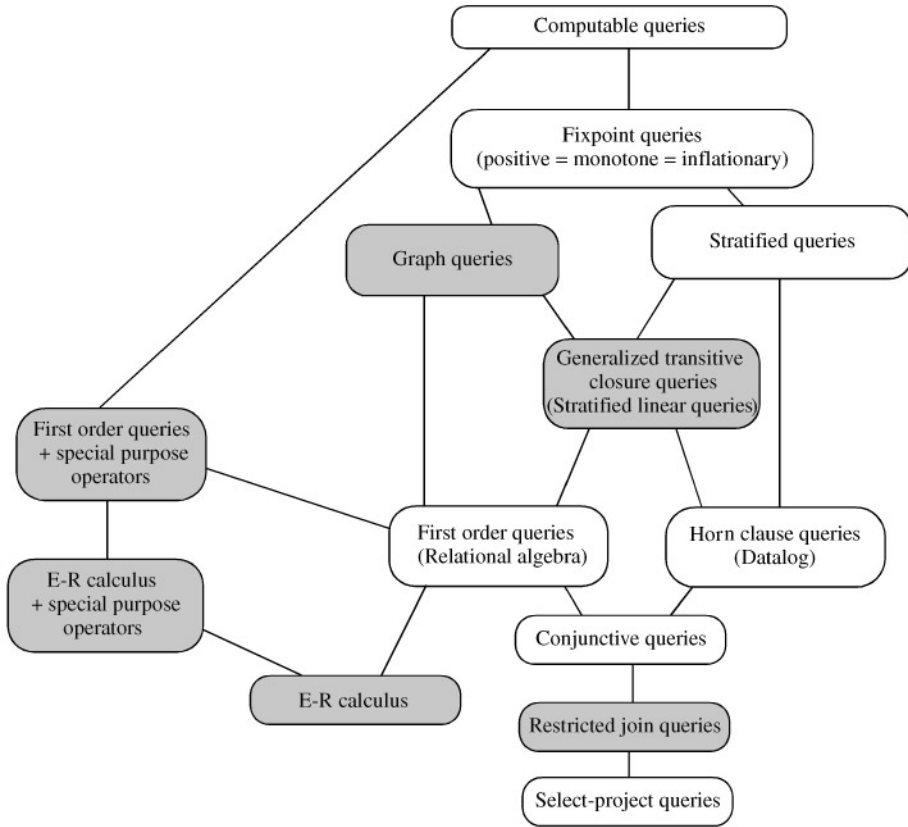 Computable queries
Fixpoint queries
(positive = monotone = inflationary)
Stratified queries
Graph queries
Generalized transitive
closure queries
(Stratified linear queries)
First order queries
+ special purpose
operators
First order queries
(Relational algebra)
Horn clause queries
(Datalog)
E-R calculus
+ special purpose
operators
Conjunctive queries
E-R calculus
Restricted join queries
Select-project queries